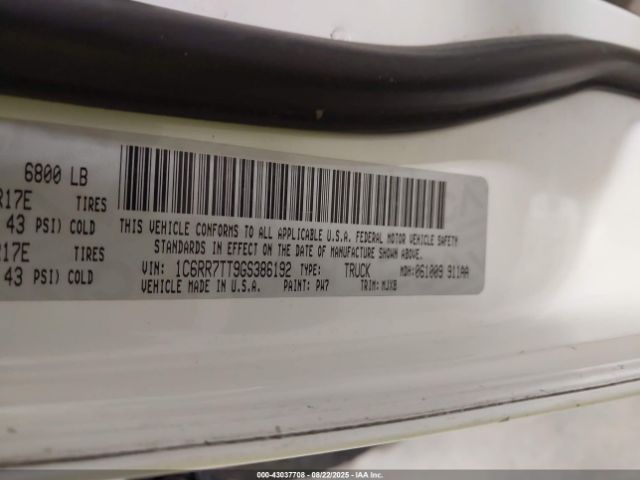 6800 LB
R17E TIRES
43 PSI) COLD
R17E TIRES
43 PSI) COLD
THIS VEHICLE CONFORMS TO ALL APPLICABLE U.S.A. FEDERAL MOTOR VEHICLE SAFETY
STANDARDS IN EFFECT ON THE DATE OF MANUFACTURE SHOWN ABOVE.
VIN: 1C6RR7TT9GS386192 TYPE: TRUCK MDH: 061009 911AA
VEHICLE MADE IN U.S.A. PAINT: PW7 TRIM: MJX8
© IAAI 000-43037708 - 08/22/2025 - COPART